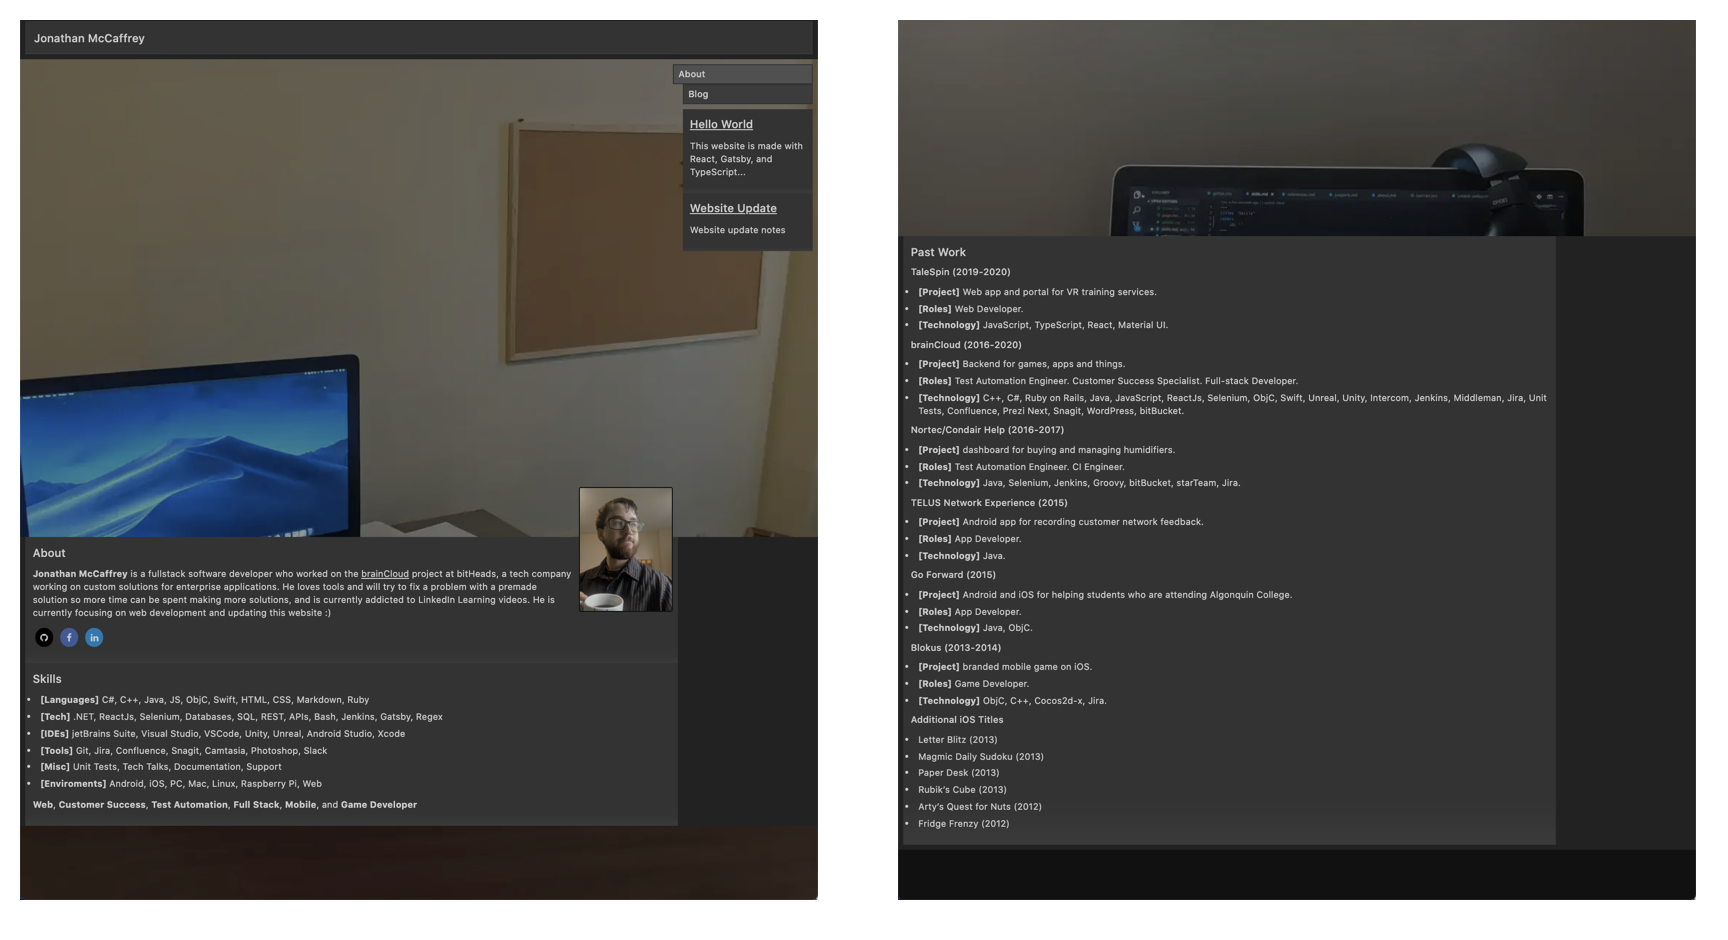 Jonathan McCaffrey
About
Blog
Hello World
This website is made with
React, Gatsby, and
TypeScript...
Website Update
Website update notes
About
Jonathan McCaffrey is a fullstack software developer who worked on the brainCloud project at bitHeads, a tech company
working on custom solutions for enterprise applications. He loves tools and will try to fix a problem with a premade
solution so more time can be spent making more solutions, and is currently addicted to LinkedIn Learning videos. He is
currently focusing on web development and updating this website :)
Skills
• [Languages] C#, C++, Java, JS, ObjC, Swift, HTML, CSS, Markdown, Ruby
• [Tech] .NET, ReactJs, Selenium, Databases, SQL, REST, APIs, Bash, Jenkins, Gatsby, Regex
• [IDEs] jetBrains Suite, Visual Studio, VSCode, Unity, Unreal, Android Studio, Xcode
• [Tools] Git, Jira, Confluence, Snagit, Camtasia, Photoshop, Slack
• [Misc] Unit Tests, Tech Talks, Documentation, Support
• [Enviroments] Android, iOS, PC, Mac, Linux, Raspberry Pi, Web
Web, Customer Success, Test Automation, Full Stack, Mobile, and Game Developer
Past Work
TaleSpin (2019-2020)
• [Project] Web app and portal for VR training services.
• [Roles] Web Developer.
• [Technology] JavaScript, TypeScript, React, Material UI.
brainCloud (2016-2020)
• [Project] Backend for games, apps and things.
• [Roles] Test Automation Engineer. Customer Success Specialist. Full-stack Developer.
• [Technology] C++, C#, Ruby on Rails, Java, JavaScript, ReactJs, Selenium, ObjC, Swift, Unreal, Unity, Intercom, Jenkins, Middleman, Jira, Unit
Tests, Confluence, Prezi Next, Snagit, WordPress, bitBucket.
Nortec/Condair Help (2016-2017)
• [Project] dashboard for buying and managing humidifiers.
• [Roles] Test Automation Engineer. CI Engineer.
• [Technology] Java, Selenium, Jenkins, Groovy, bitBucket, starTeam, Jira.
TELUS Network Experience (2015)
• [Project] Android app for recording customer network feedback.
• [Roles] App Developer.
• [Technology] Java.
Go Forward (2015)
• [Project] Android and iOS for helping students who are attending Algonquin College.
• [Roles] App Developer.
• [Technology] Java, ObjC.
Blokus (2013-2014)
• [Project] branded mobile game on iOS.
• [Roles] Game Developer.
• [Technology] ObjC, C++, Cocos2d-x, Jira.
Additional iOS Titles
• Letter Blitz (2013)
• Magmic Daily Sudoku (2013)
• Paper Desk (2013)
• Rubik's Cube (2013)
• Arty's Quest for Nuts (2012)
• Fridge Frenzy (2012)